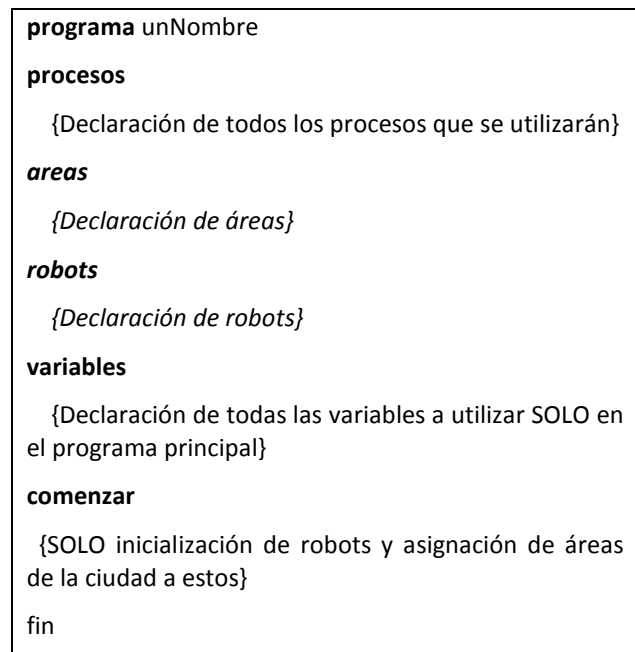 programa unNombre
procesos
{Declaración de todos los procesos que se utilizarán}
areas
{Declaración de áreas}
robots
{Declaración de robots}
variables
{Declaración de todas las variables a utilizar SOLO en
el programa principal}
comenzar
{SOLO inicialización de robots y asignación de áreas
de la ciudad a estos}
fin